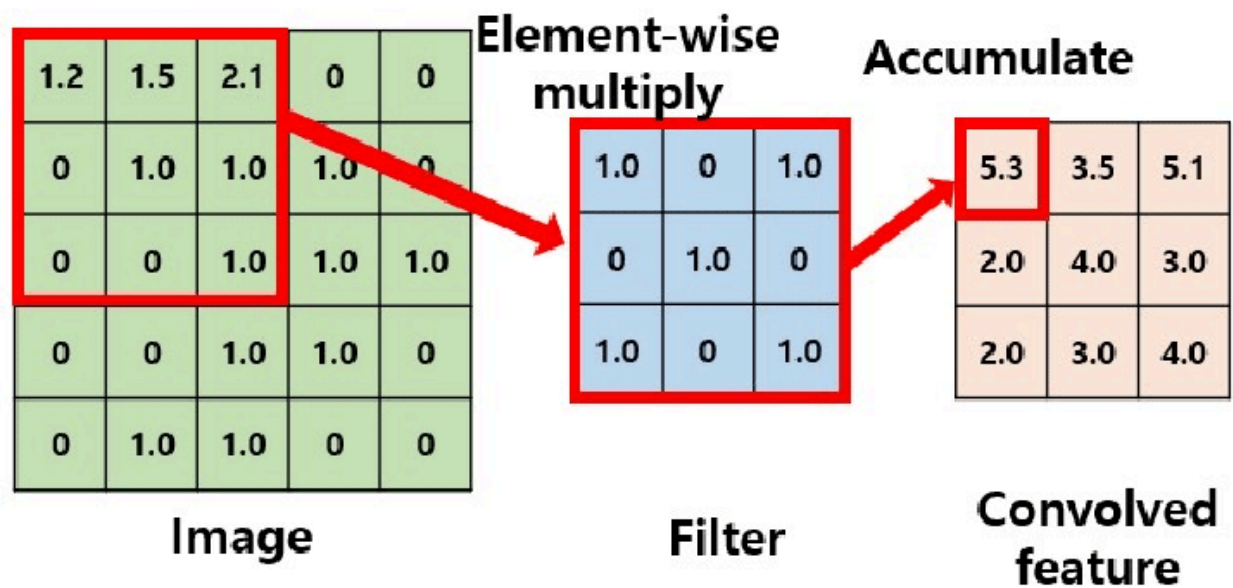 Element-wise
multiply
Accumulate
1.2 1.5 2.1 0 0
0 1.0 1.0 1.0 0
0 0 1.0 1.0 1.0
0 0 1.0 1.0 0
0 1.0 1.0 0 0
1.0 0 1.0
0 1.0 0
1.0 0 1.0
5.3 3.5 5.1
2.0 4.0 3.0
2.0 3.0 4.0
Image
Filter
Convolved
feature